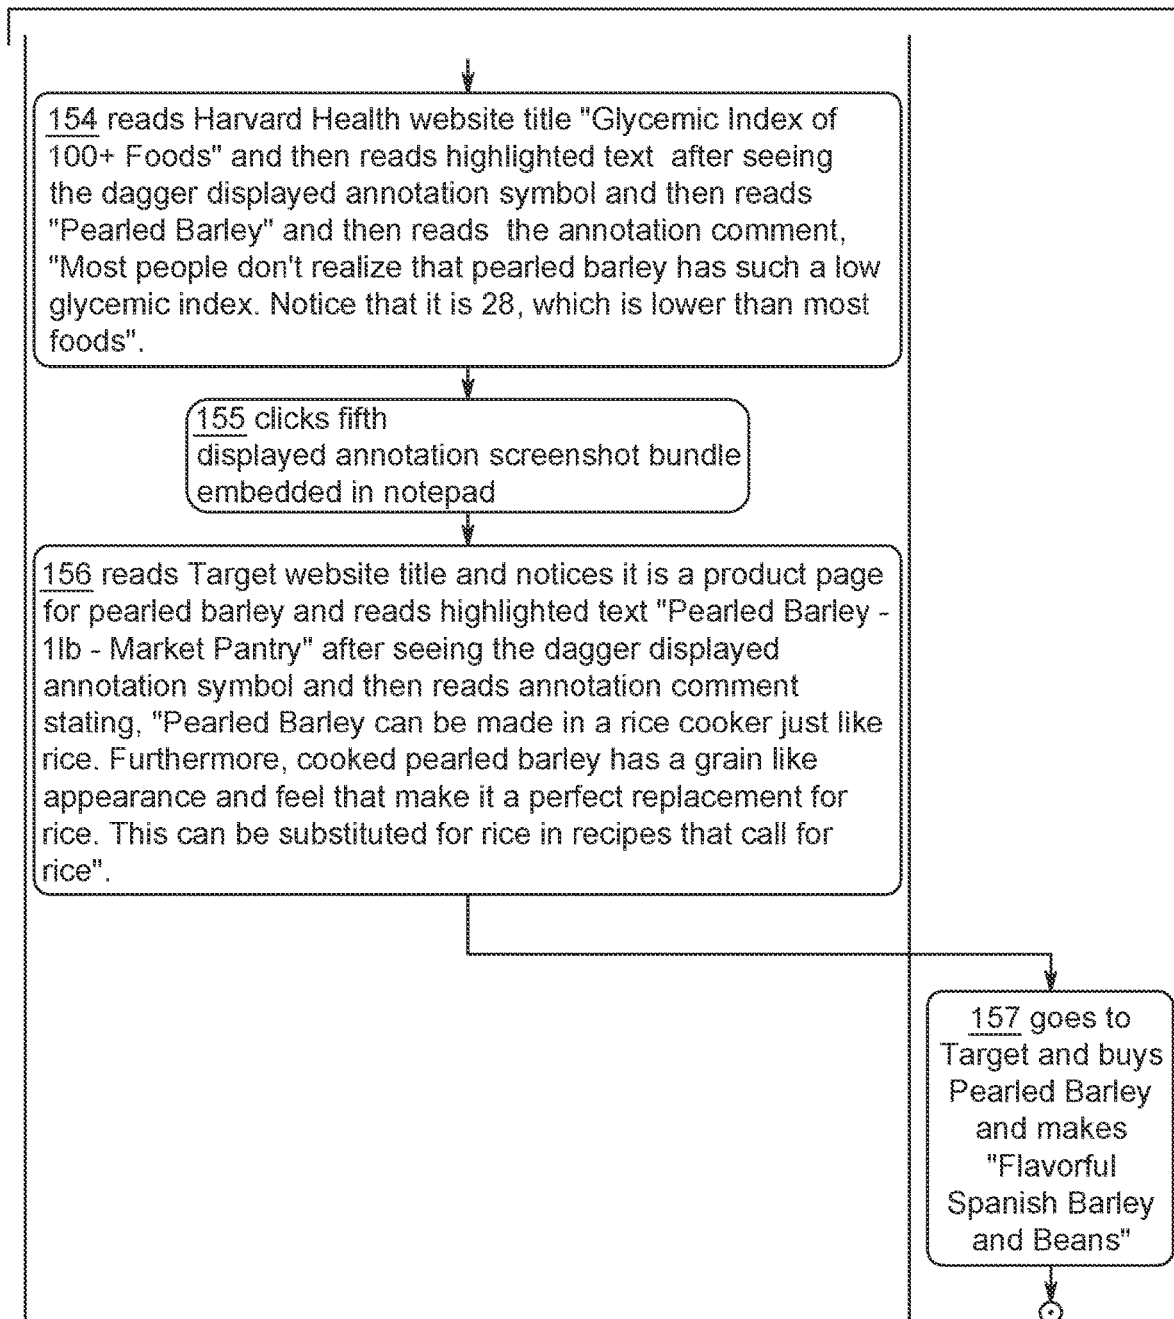 154 reads Harvard Health website title "Glycemic Index of
100+ Foods" and then reads highlighted text after seeing
the dagger displayed annotation symbol and then reads
"Pearled Barley" and then reads the annotation comment,
"Most people don't realize that pearled barley has such a low
glycemic index. Notice that it is 28, which is lower than most
foods".
155 clicks fifth
displayed annotation screenshot bundle
embedded in notepad
156 reads Target website title and notices it is a product page
for pearled barley and reads highlighted text "Pearled Barley -
1lb - Market Pantry" after seeing the dagger displayed
annotation symbol and then reads annotation comment
stating, "Pearled Barley can be made in a rice cooker just like
rice. Furthermore, cooked pearled barley has a grain like
appearance and feel that make it a perfect replacement for
rice. This can be substituted for rice in recipes that call for
rice".
157 goes to
Target and buys
Pearled Barley
and makes
"Flavorful
Spanish Barley
and Beans"